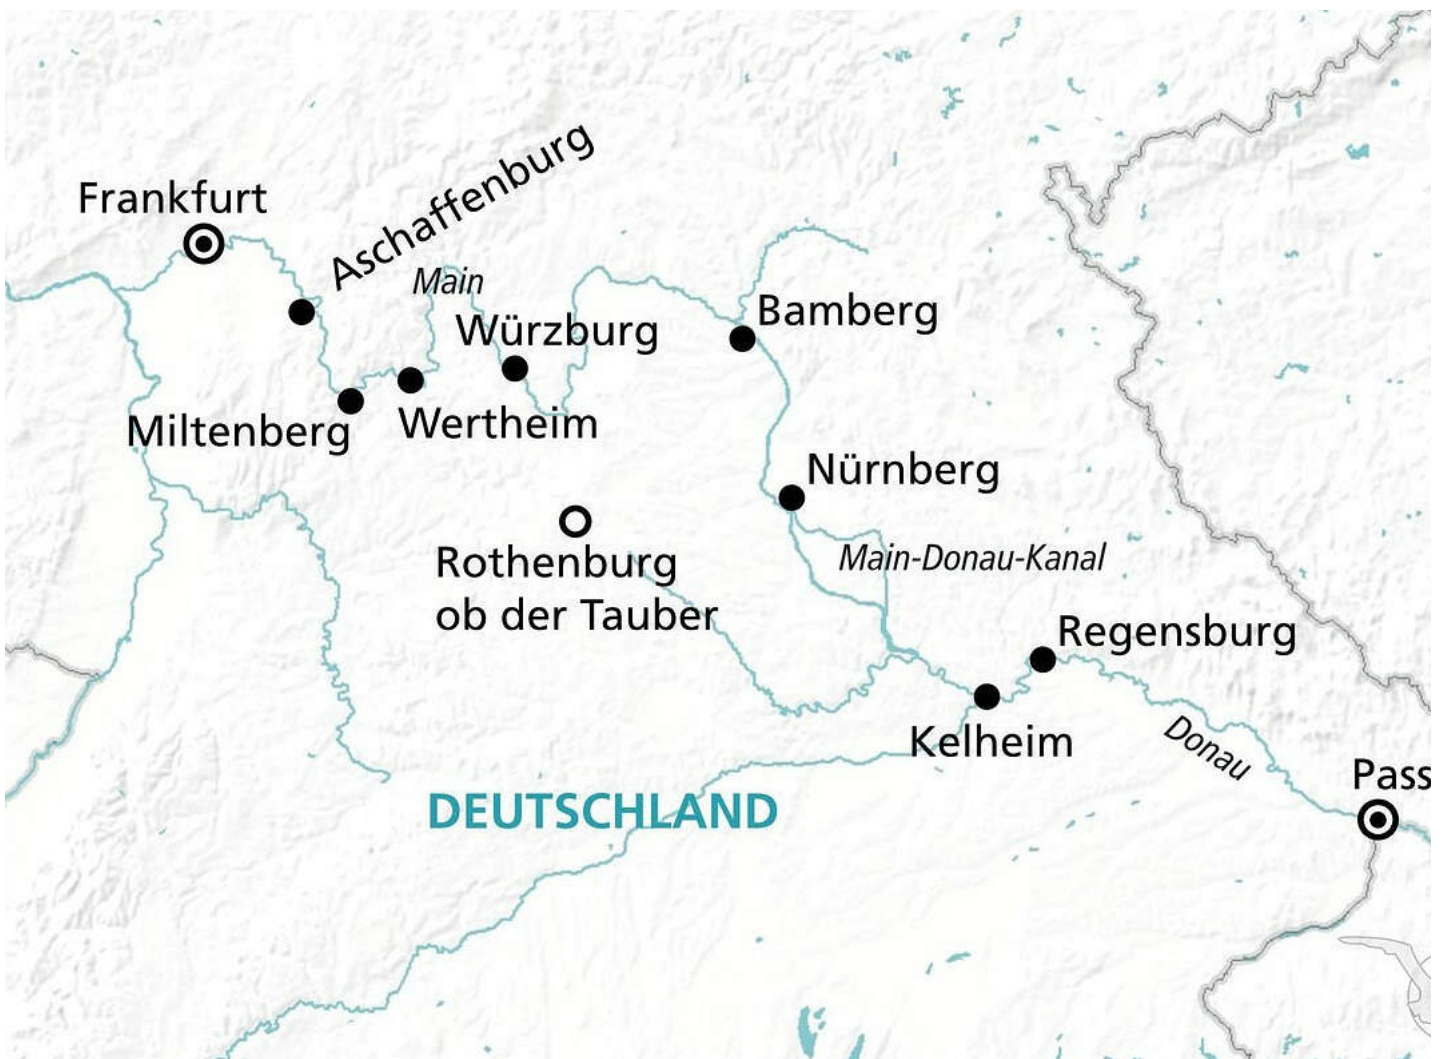 Frankfurt
Aschaffenburg
Main
Würzburg
Bamberg
Miltenberg
Wertheim
Nürnberg
Rothenburg
ob der Tauber
Main-Donau-Kanal
Regensburg
Kelheim
Donau
Pass
DEUTSCHLAND